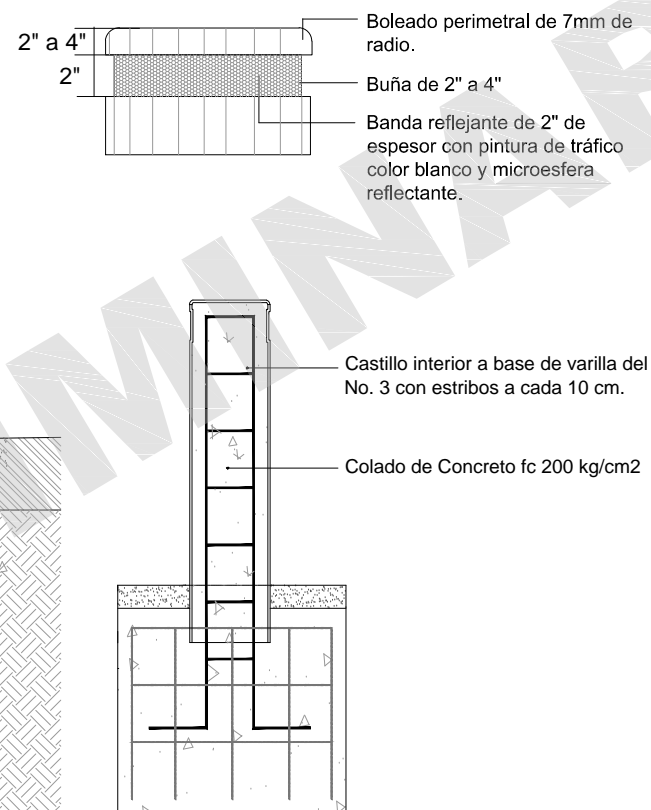 2" a 4"
2"
Boleado perimetral de 7mm de
radio.
Buña de 2" a 4"
Banda reflejante de 2" de
espesor con pintura de tráfico
color blanco y microesfera
reflectante.
Castillo interior a base de varilla del
No. 3 con estribos a cada 10 cm.
Colado de Concreto fc 200 kg/cm2
IMINAR